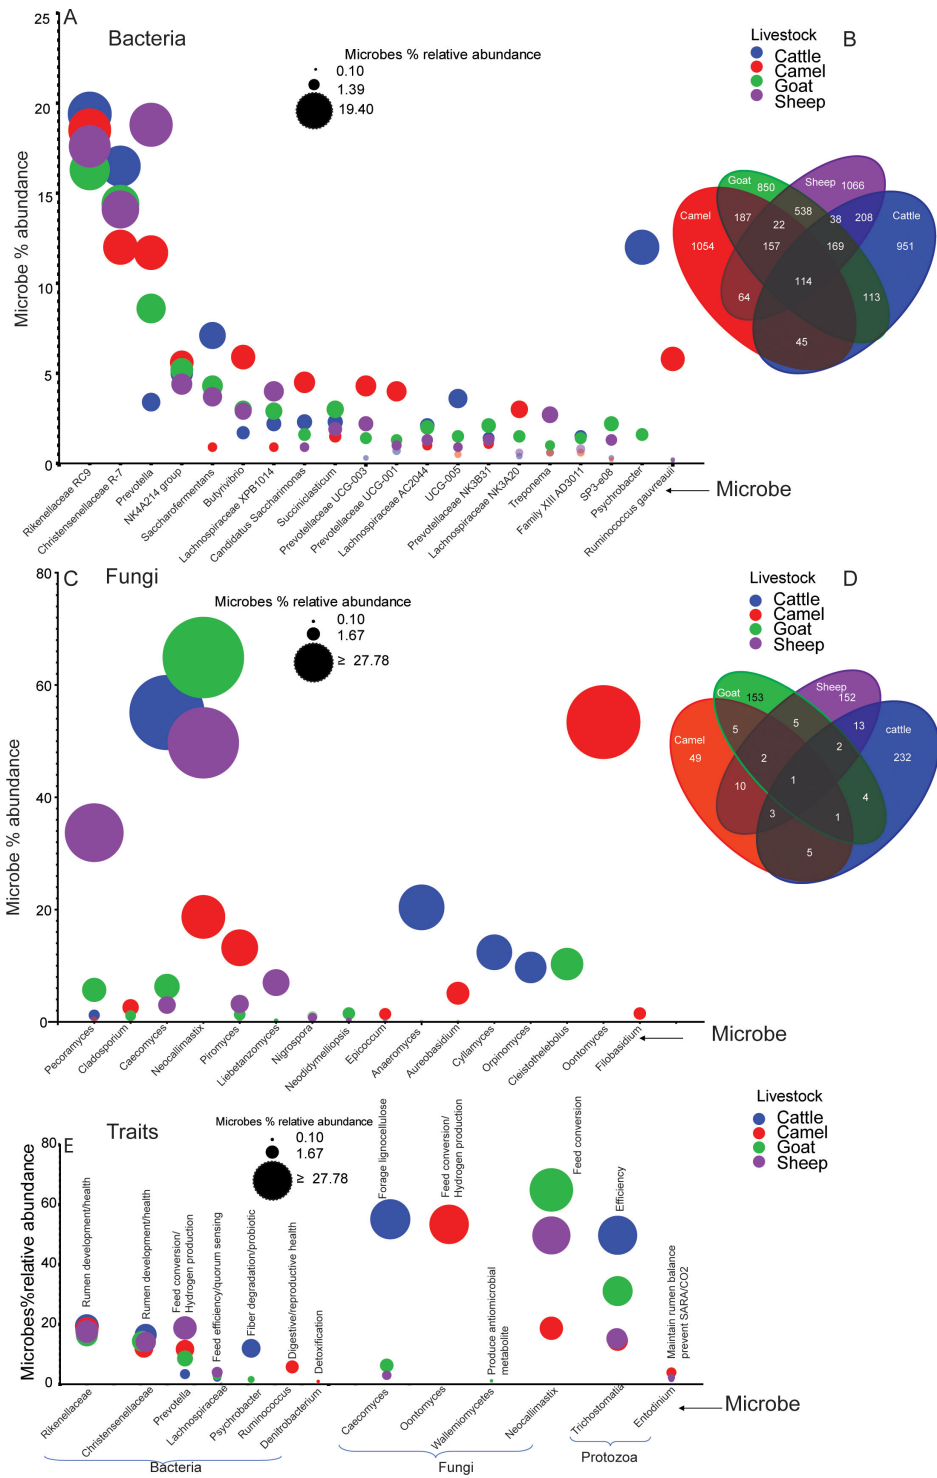 A
Bacteria
Microbes % relative abundance
0.10
1.39
19.40
Livestock
Cattle
Camel
Goat
Sheep
B
Microbe % abundance
25
20
15
10
5
0
Rikenellaceae RC9
Christensenellaceae R-7
Prevotella
NK4A214 group
Saccharofermentans
Butyrivibrio
Lachnospiraceae XPB1014
Candidatus Saccharimonas
Succiniclasticum
Prevotellaceae UCG-003
Prevotellaceae UCG-001
Lachnospiraceae AC2044
UCG-005
Prevotellaceae NK3B31
Lachnospiraceae NK3A20
Treponema
Family XIII AD3011
SP3-e08
Psychrobacter
Ruminococcus gauvreauii
Microbe
Goat
850
Sheep
1066
Camel
187
538
38
208
Cattle
22
1054
157
169
951
114
64
113
45
C
Fungi
Microbes % relative abundance
0.10
1.67
≥ 27.78
Livestock
Cattle
Camel
Goat
Sheep
D
Microbe % abundance
80
60
40
20
0
Pecoramyces
Cladosporium
Caecomyces
Neocallimastix
Piromyces
Liebetanzomyces
Nigrospora
Neodidymelliopsis
Epicoccum
Anaeromyces
Aureobasidium
Cyllamyces
Orpinomyces
Cleistothelobolus
Oontomyces
Filobasidium
Microbe
Goat
153
Sheep
152
Camel
5
5
13
cattle
2
49
2
232
1
10
4
3
1
5
E
Traits
Microbes % relative abundance
0.10
1.67
≥ 27.78
Livestock
Cattle
Camel
Goat
Sheep
Microbes%relative abundance
80
60
40
20
0
Rumen development/health
Rumen development/health
Feed conversion/
Hydrogen production
Feed efficiency/quorum sensing
Fiber degradation/probiotic
Digestive/reproductive health
Detoxification
Forage lignocellulose
Feed conversion/
Hydrogen production
Produce antiomicrobial
metabolite
Feed conversion
Efficiency
Maintain rumen balance
prevent SARA/CO2
Rikenellaceae
Christensenellaceae
Prevotella
Lachnospiraceae
Psychrobacter
Ruminococcus
Denitrobacterium
Caecomyces
Oontomyces
Walleniomycetes
Neocallimastix
Trichostomatia
Entodinium
Microbe
Bacteria
Fungi
Protozoa